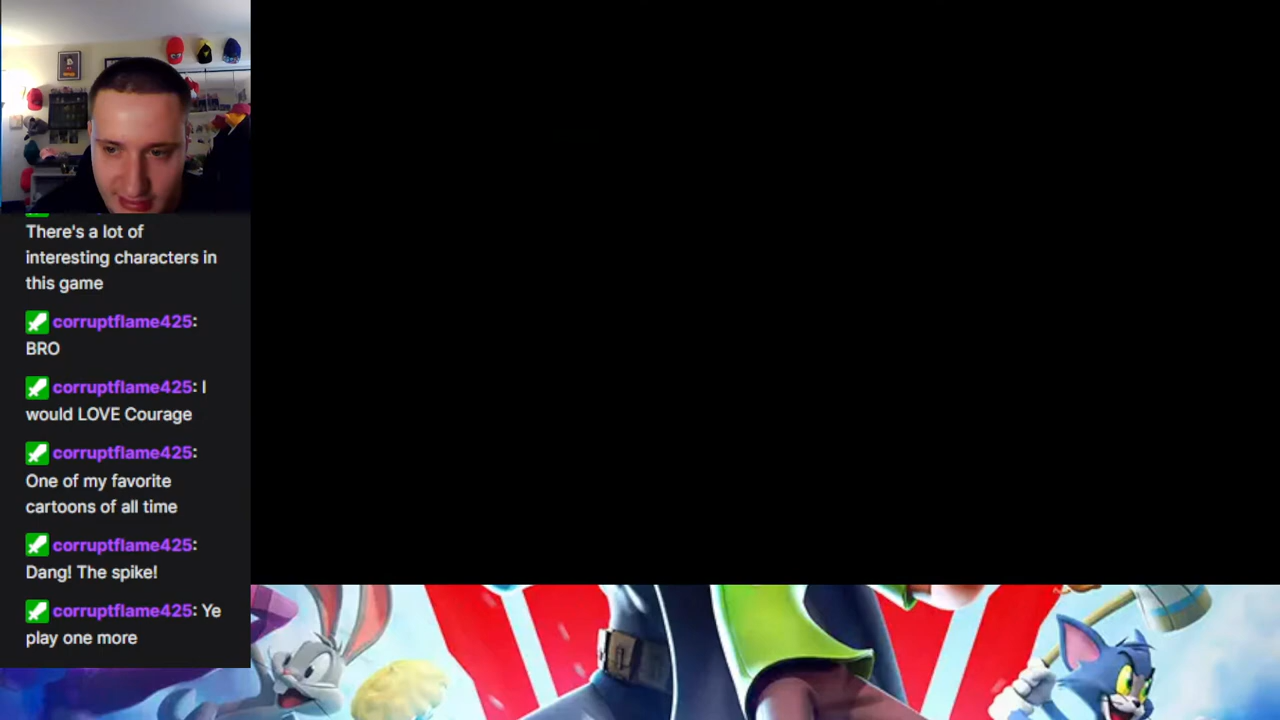 There's a lot of
interesting characters in
this game
corruptflame425:
BRO
corruptflame425: I
would LOVE Courage
corruptflame425:
One of my favorite
cartoons of all time
corruptflame425:
Dang! The spike!
corruptflame425: Ye
play one more